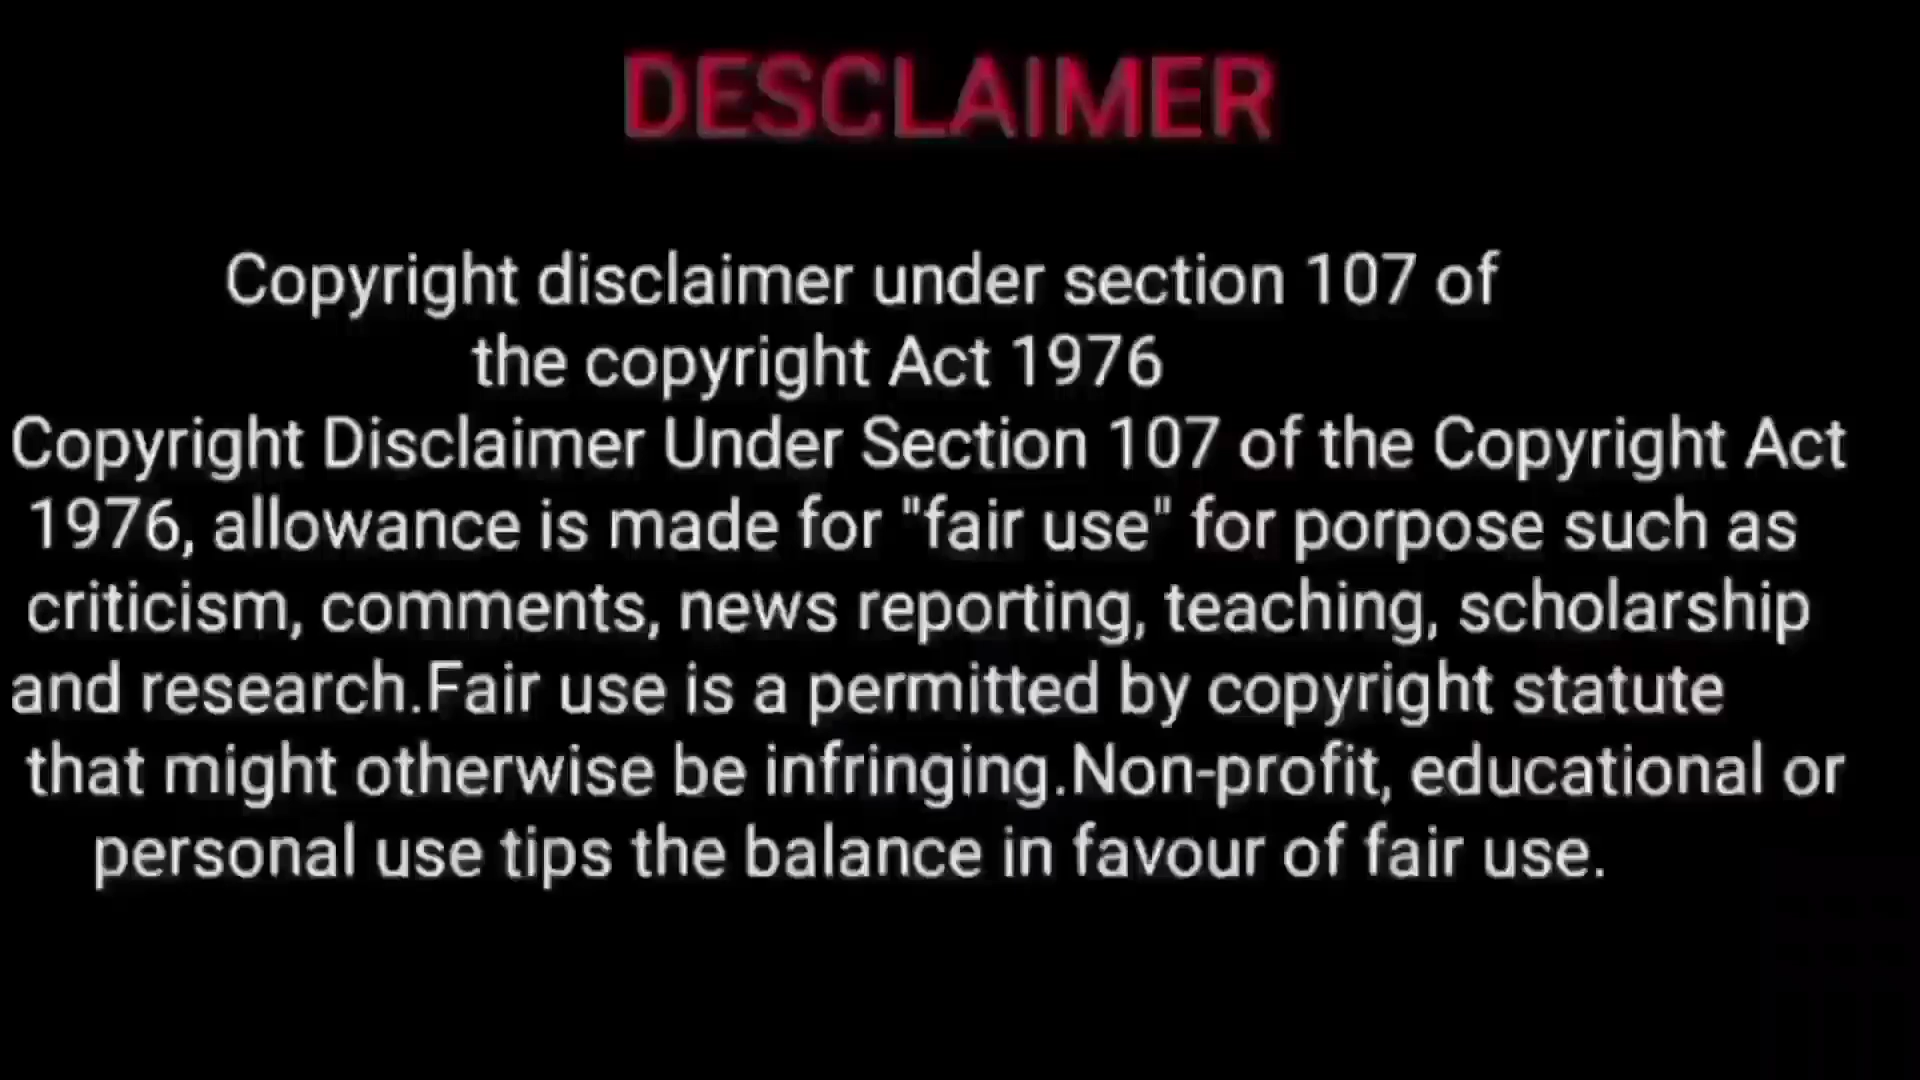 DESCLAIMER
Copyright disclaimer under section 107 of
the copyright Act 1976
Copyright Disclaimer Under Section 107 of the Copyright Act
1976, allowance is made for "fair use" for porpose such as
criticism, comments, news reporting, teaching, scholarship
and research.Fair use is a permitted by copyright statute
that might otherwise be infringing.Non-profit, educational or
personal use tips the balance in favour of fair use.